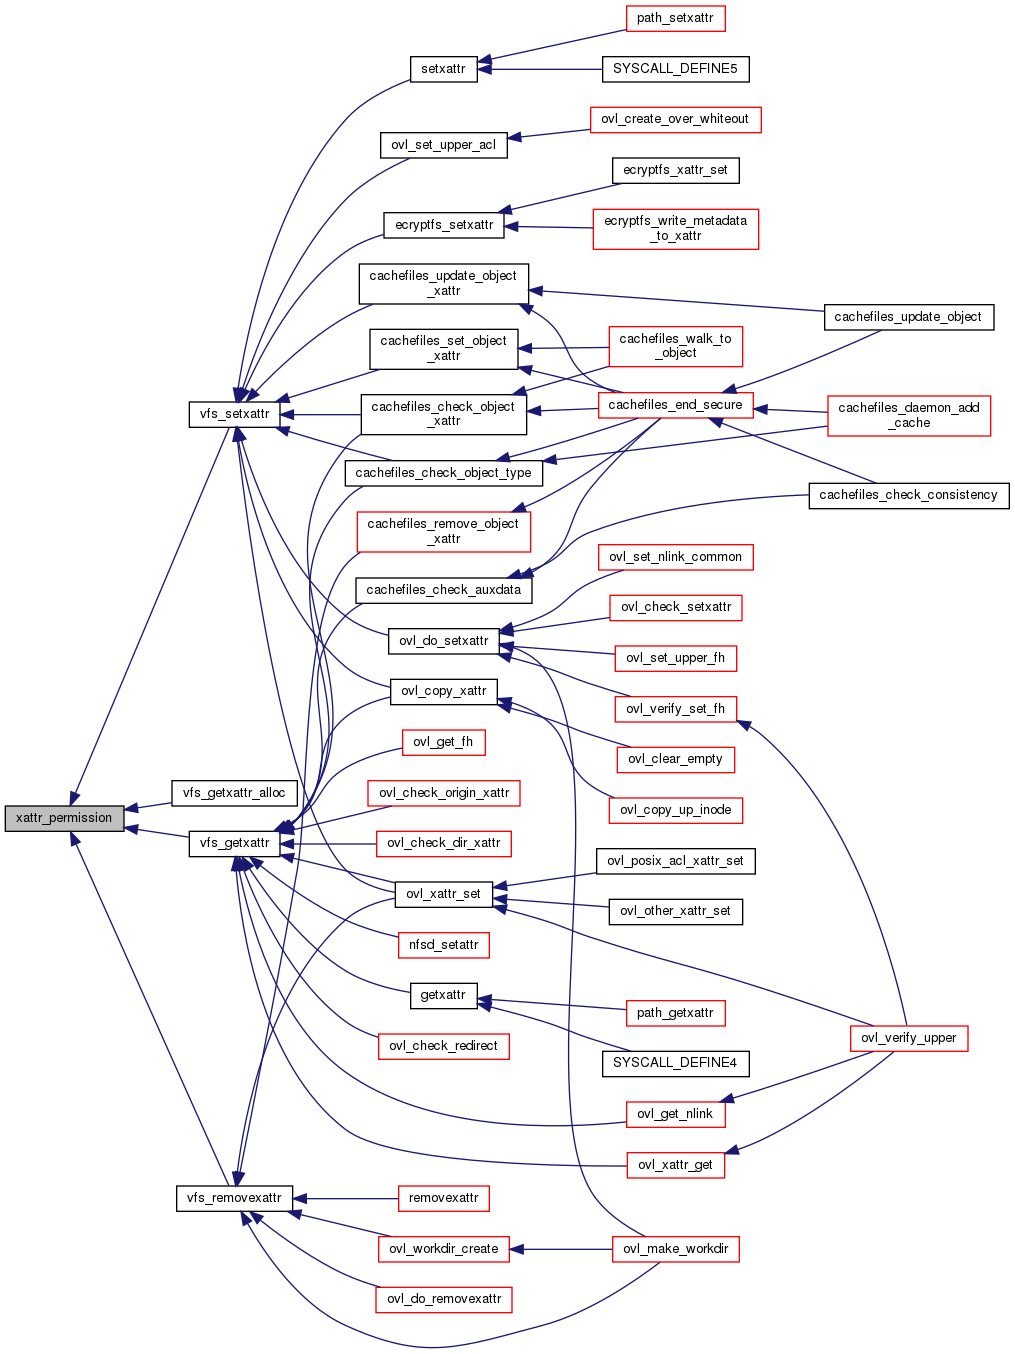 path_setxattr
setxattr
SYSCALL_DEFINE5
ovl_create_over_whiteout
ovl_set_upper_acl
ecryptfs_xattr_set
ecryptfs_setxattr
ecryptfs_write_metadata
_to_xattr
cachefiles_update_object
_xattr
cachefiles_update_object
cachefiles_set_object
_xattr
cachefiles_walk_to
_object
vfs_setxattr
cachefiles_check_object
_xattr
cachefiles_end_secure
cachefiles_daemon_add
_cache
cachefiles_check_object_type
cachefiles_check_consistency
cachefiles_remove_object
_xattr
ovl_set_nlink_common
cachefiles_check_auxdata
ovl_check_setxattr
ovl_do_setxattr
ovl_set_upper_fh
ovl_copy_xattr
ovl_verify_set_fh
ovl_get_fh
ovl_clear_empty
vfs_getxattr_alloc
ovl_check_origin_xattr
ovl_copy_up_inode
xattr_permission
vfs_getxattr
ovl_check_dir_xattr
ovl_posix_acl_xattr_set
ovl_xattr_set
ovl_other_xattr_set
nfsd_setattr
getxattr
path_getxattr
ovl_check_redirect
ovl_verify_upper
SYSCALL_DEFINE4
ovl_get_nlink
ovl_xattr_get
vfs_removexattr
removexattr
ovl_workdir_create
ovl_make_workdir
ovl_do_removexattr